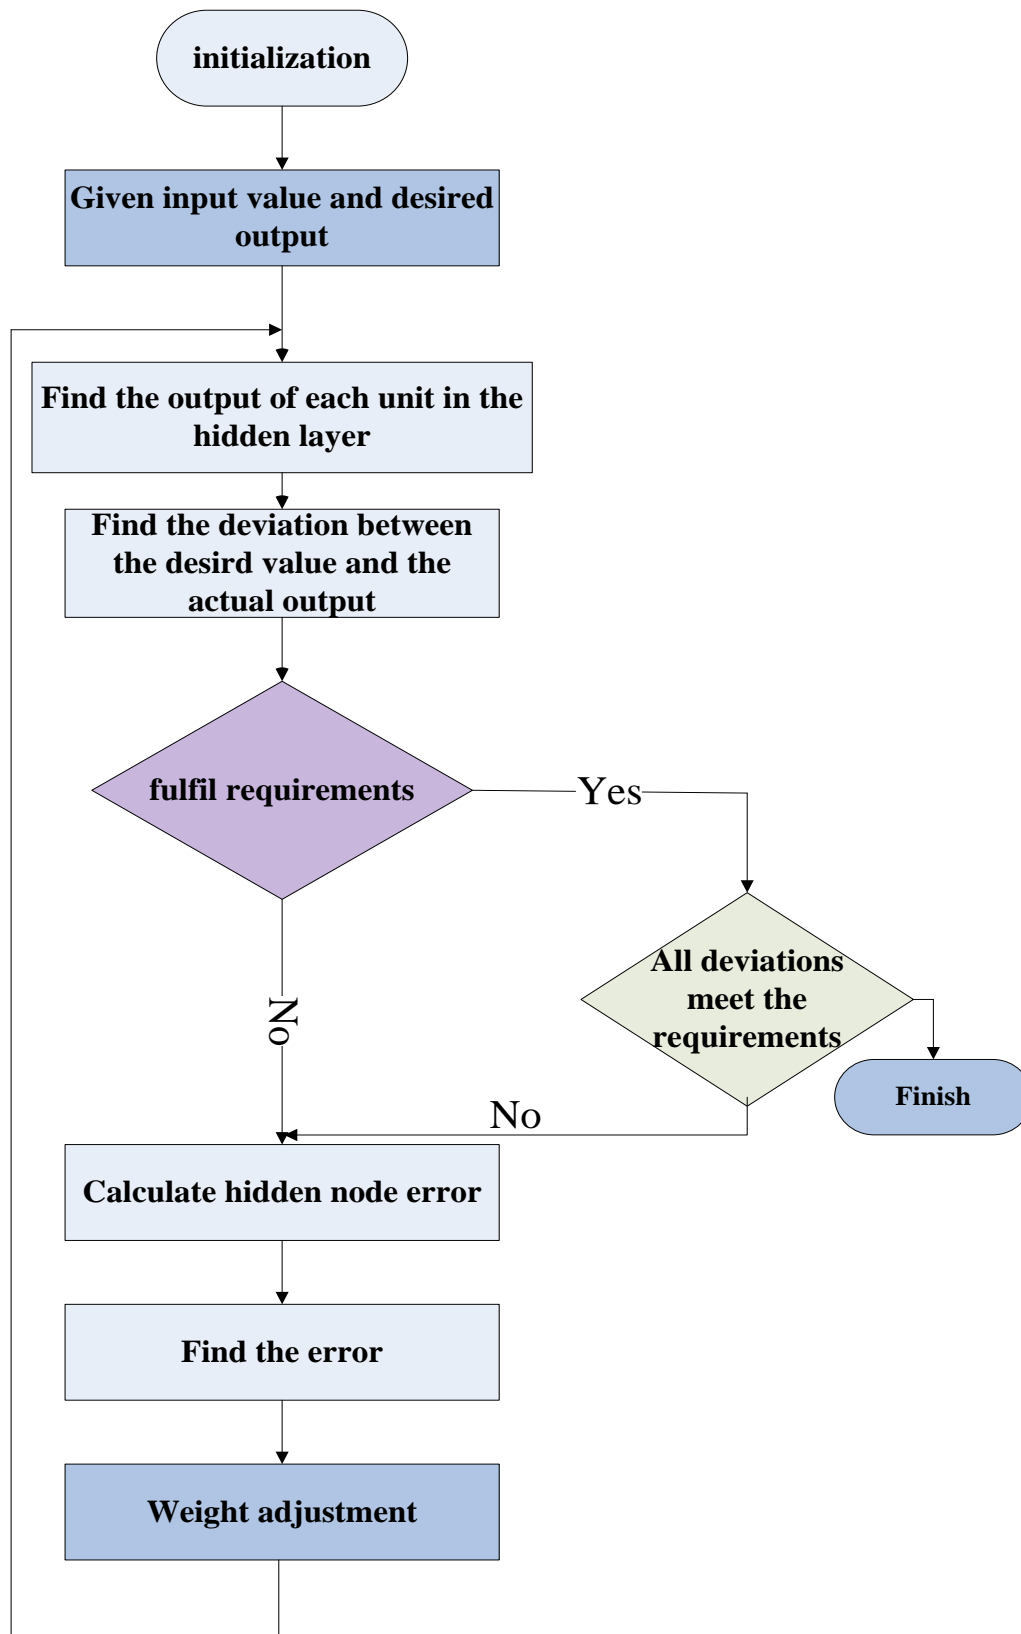 initialization
Given input value and desired
output
Find the output of each unit in the
hidden layer
Find the deviation between
the desird value and the
actual output
fulfil requirements
Yes
No
All deviations
meet the
requirements
Finish
No
Calculate hidden node error
Find the error
Weight adjustment